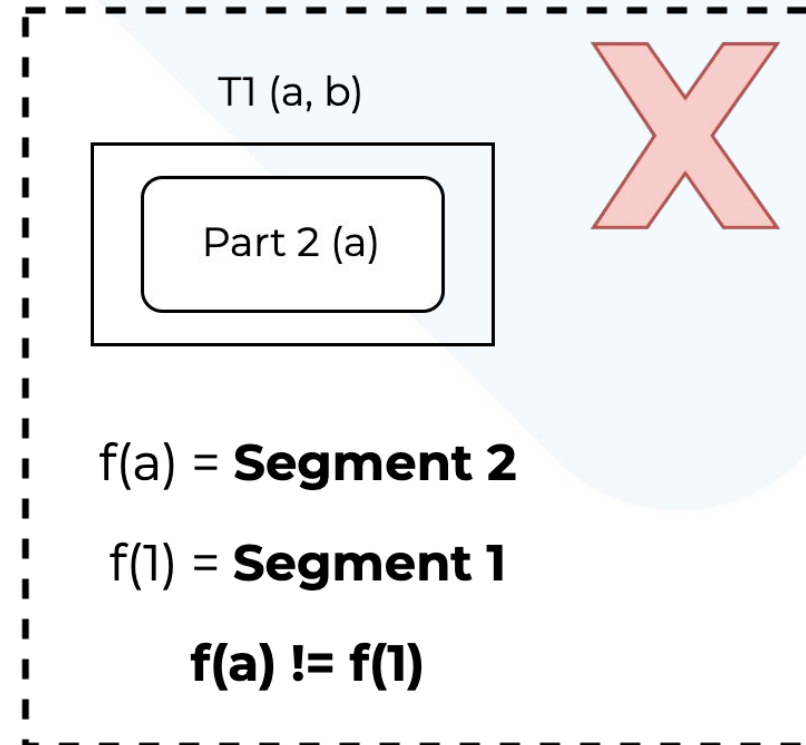 T1 (a, b)
Part 2 (a)
f(a) = Segment 2
f(1) = Segment 1
f(a) != f(1)